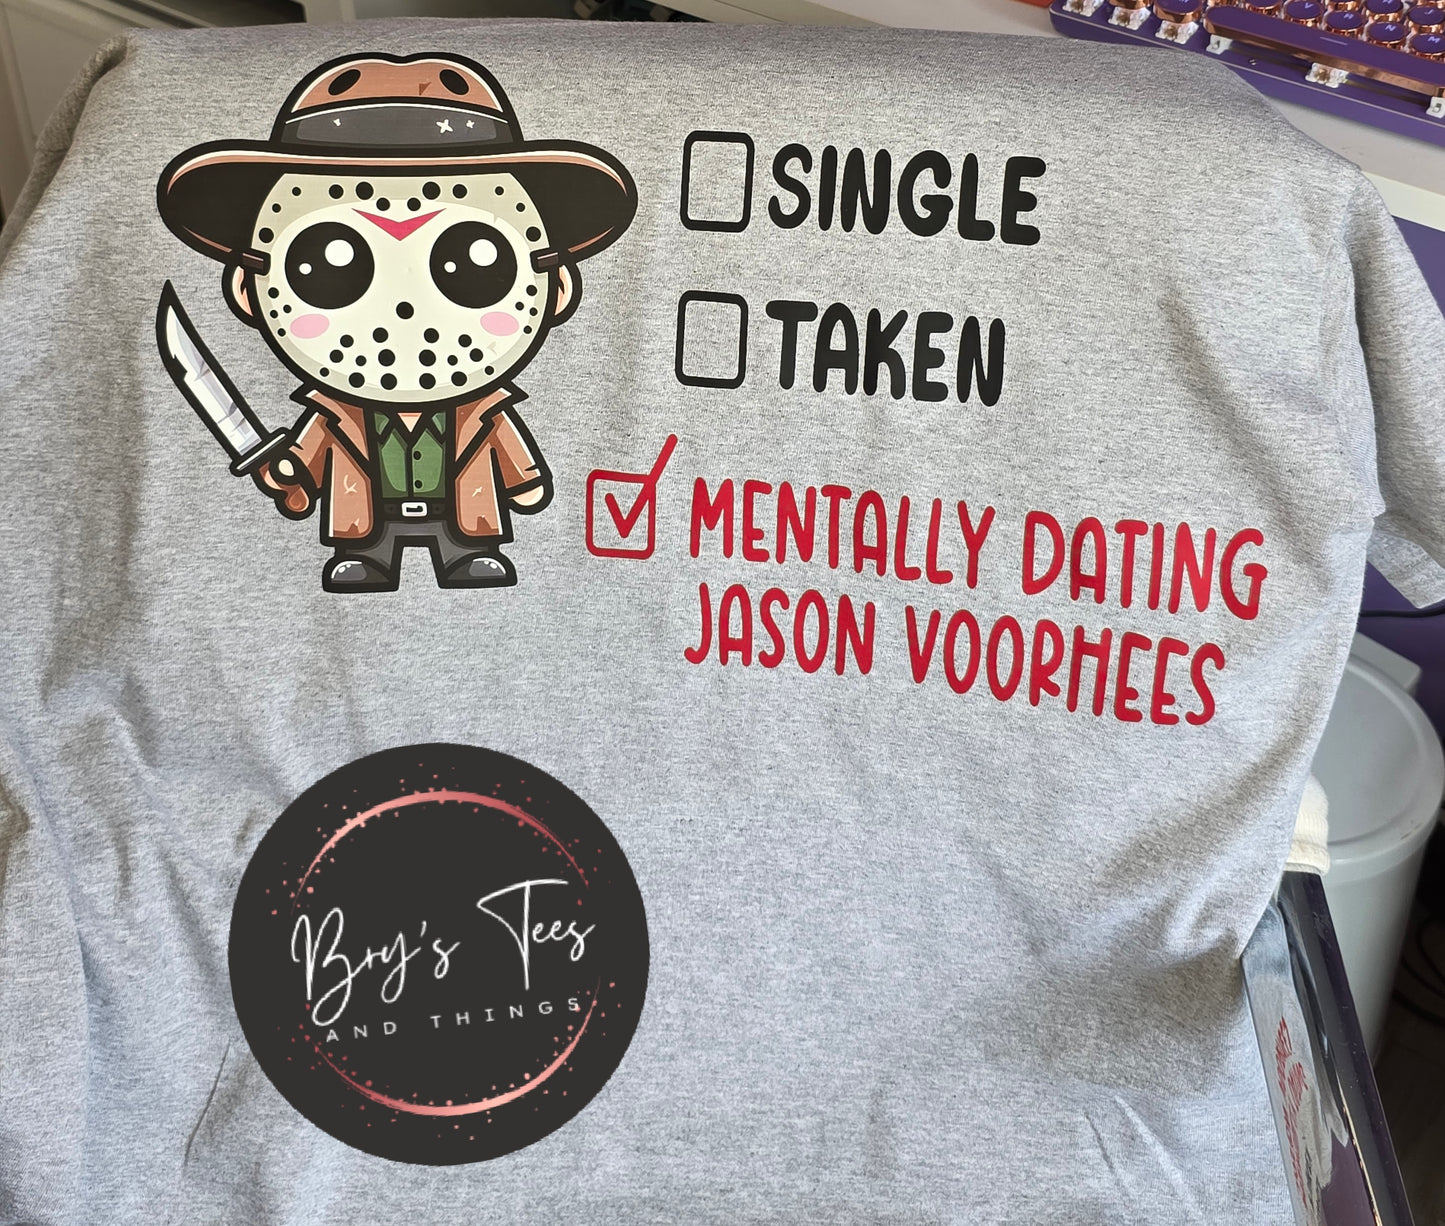 SINGLE
TAKEN
MENTALLY DATING
JASON VOORHEES
Bry's Tees
AND THINGS